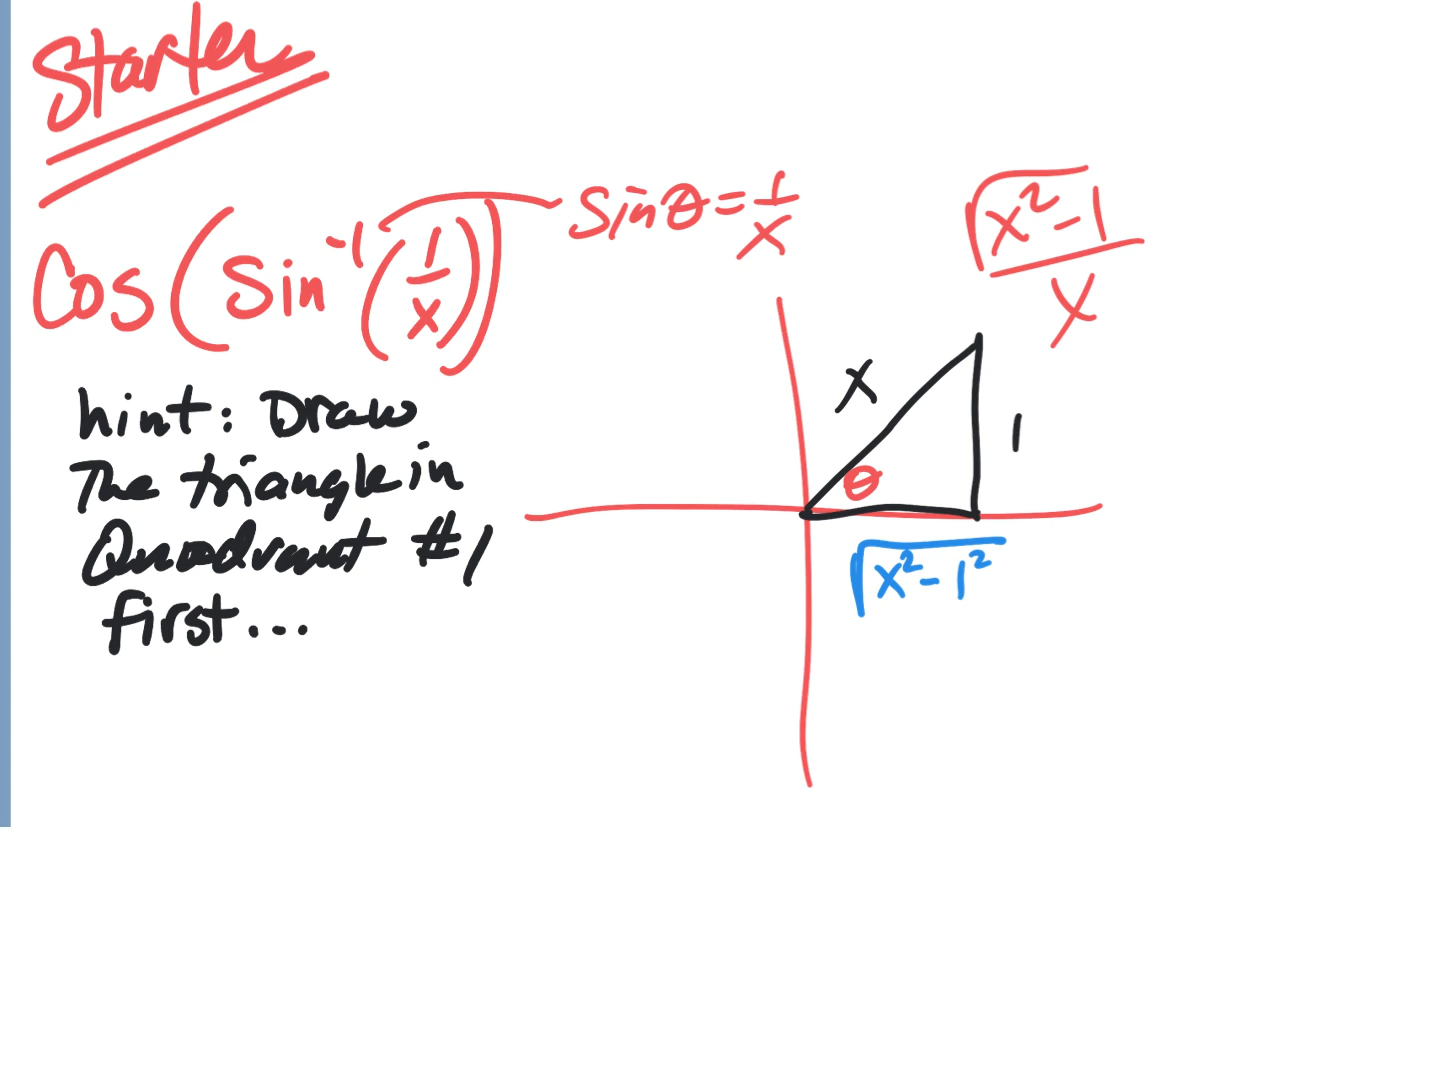 Starter
Cos(Sin⁻¹(1/x))
Sinθ = 1/x
√(x² - 1)/x
hint: Draw
The triangle in
Quadrant #1
first...
x
θ
1
√(x² - 1²)